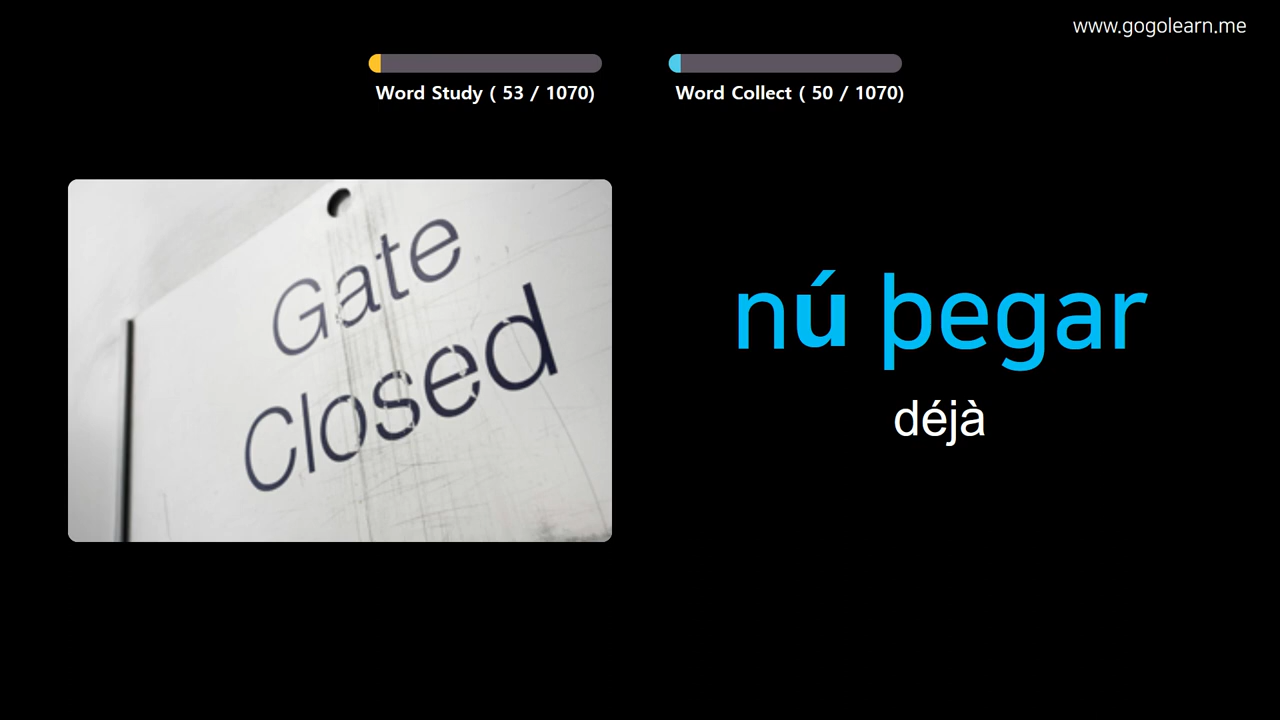 www.gogolearn.me
Word Study ( 53 / 1070)
Word Collect ( 50 / 1070)
Gate
Closed
nú þegar
déjà